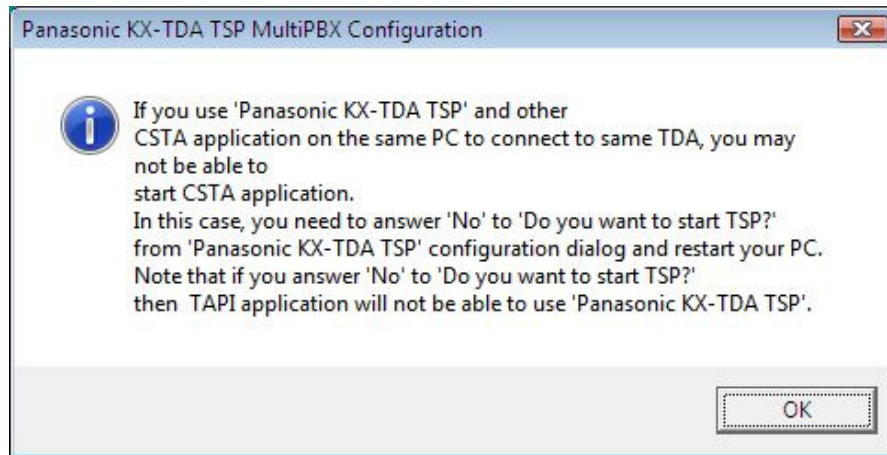 Panasonic KX-TDA TSP MultiPBX Configuration
If you use 'Panasonic KX-TDA TSP' and other
CSTA application on the same PC to connect to same TDA, you may
not be able to
start CSTA application.
In this case, you need to answer 'No' to 'Do you want to start TSP?'
from 'Panasonic KX-TDA TSP' configuration dialog and restart your PC.
Note that if you answer 'No' to 'Do you want to start TSP?'
then  TAPI application will not be able to use 'Panasonic KX-TDA TSP'.
OK